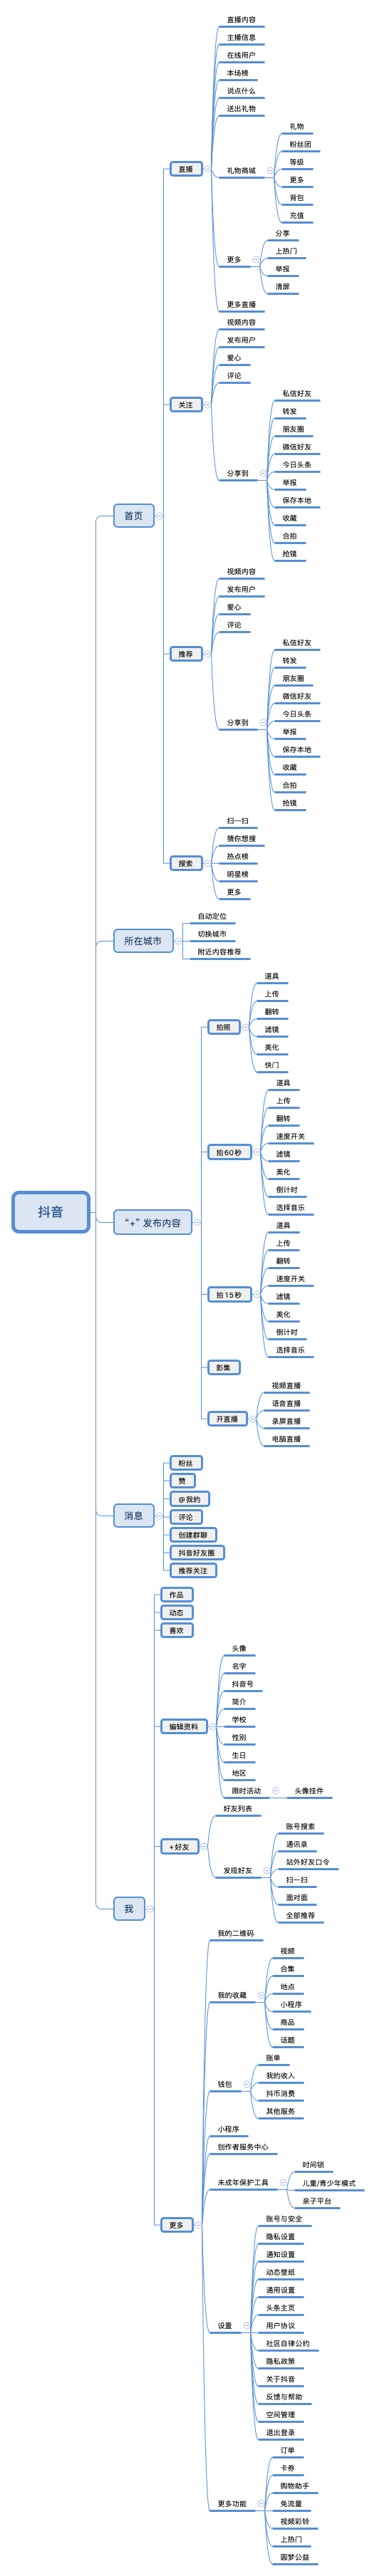 抖音
首页
直播
直播内容
主播信息
在线用户
本场榜
说点什么
送出礼物
礼物商城
礼物
粉丝团
等级
更多
背包
充值
更多
分享
上热门
举报
清屏
更多直播
关注
视频内容
发布用户
爱心
评论
分享到
私信好友
转发
朋友圈
微信好友
今日头条
举报
保存本地
收藏
合拍
抢镜
推荐
视频内容
发布用户
爱心
评论
分享到
私信好友
转发
朋友圈
微信好友
今日头条
举报
保存本地
收藏
合拍
抢镜
搜索
扫一扫
猜你想搜
热点榜
明星榜
更多
所在城市
自动定位
切换城市
附近内容推荐
“+” 发布内容
拍照
道具
上传
翻转
滤镜
美化
快门
拍60秒
道具
上传
翻转
速度开关
滤镜
美化
倒计时
选择音乐
拍15秒
道具
上传
翻转
速度开关
滤镜
美化
倒计时
选择音乐
影集
开直播
视频直播
语音直播
录屏直播
电脑直播
消息
粉丝
赞
@我的
评论
创建群聊
抖音好友圈
推荐关注
我
作品
动态
喜欢
编辑资料
头像
名字
抖音号
简介
学校
性别
生日
地区
限时活动
头像挂件
+好友
好友列表
发现好友
账号搜索
通讯录
站外好友口令
扫一扫
面对面
全部推荐
更多
我的二维码
我的收藏
视频
合集
地点
小程序
商品
话题
钱包
账单
我的收入
抖币消费
其他服务
小程序
创作者服务中心
未成年保护工具
时间锁
儿童/青少年模式
亲子平台
设置
账号与安全
隐私设置
通知设置
动态壁纸
通用设置
头条主页
用户协议
社区自律公约
隐私政策
关于抖音
反馈与帮助
空间管理
退出登录
更多功能
订单
卡券
购物助手
免流量
视频彩铃
上热门
圆梦公益